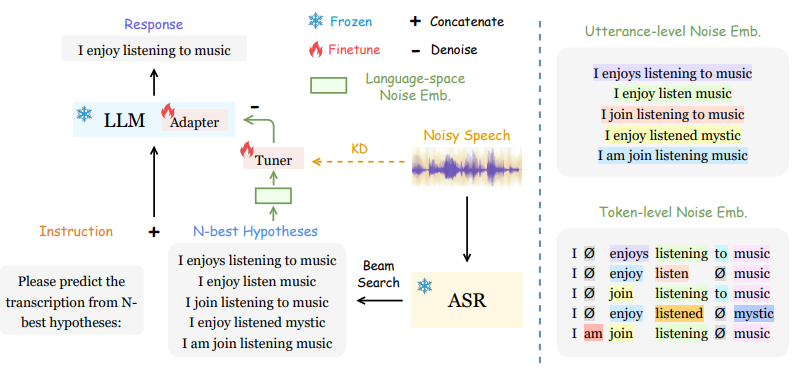 Response
I enjoy listening to music
LLM
Adapter
Frozen
Finetune
+ Concatenate
- Denoise
Language-space
Noise Emb.
-
Tuner
KD
Noisy Speech
Instruction
+
N-best Hypotheses
Please predict the
transcription from N-
best hypotheses:
I enjoys listening to music
I enjoy listen music
I join listening to music
I enjoy listened mystic
I am join listening music
Beam
Search
ASR
Utterance-level Noise Emb.
I enjoys listening to music
I enjoy listen music
I join listening to music
I enjoy listened mystic
I am join listening music
Token-level Noise Emb.
I Ø enjoys listening to music
I Ø enjoy listen Ø music
I Ø join listening to music
I Ø enjoy listened Ø mystic
I am join listening Ø music